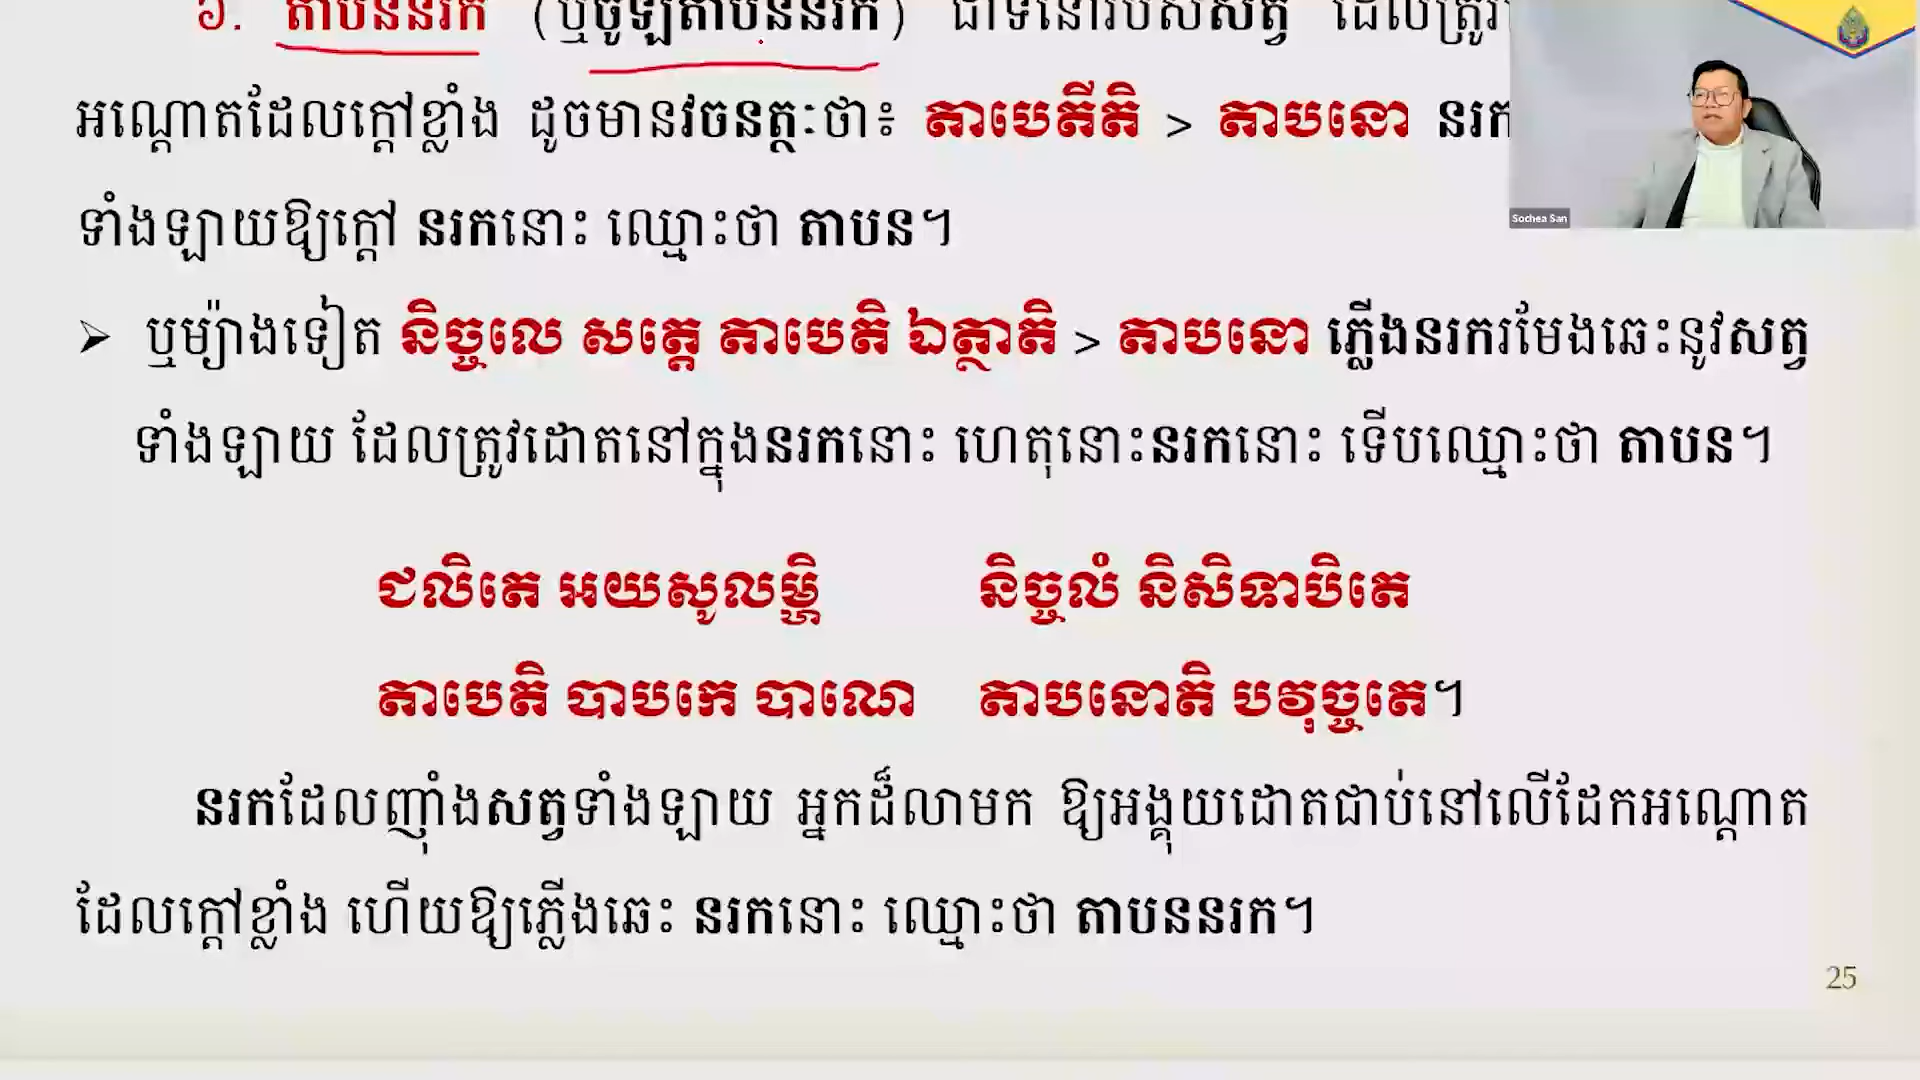 ៦. តាបននរក (ឬចូឡតាបននរក) ជាទីនៅរបស់សត្វ ដែលត្រូវ
អណ្ដោតដែលក្ដៅខ្លាំង ដូចមានវចនត្ថៈថា៖ តាបេតីតិ > តាបនោ នរក
ទាំងឡាយឱ្យក្ដៅ នរកនោះ ឈ្មោះថា តាបន។
➢ ឬម្យ៉ាងទៀត និច្ចលេ សត្តេ តាបេតិ ឯត្ថាតិ > តាបនោ ភ្លើងនរករមែងឆេះនូវសត្វ
ទាំងឡាយ ដែលត្រូវដោតនៅក្នុងនរកនោះ ហេតុនោះនរកនោះ ទើបឈ្មោះថា តាបន។
ជលិតេ អយសូលម្ហិ និច្ចលំ និសិទាបិតេ
តាបេតិ បាបកេ បាណេ តាបនោតិ បវុច្ចតេ។
នរកដែលញ៉ាំងសត្វទាំងឡាយ អ្នកដ៏លាមក ឱ្យអង្គុយដោតជាប់នៅលើដែកអណ្ដោត
ដែលក្ដៅខ្លាំង ហើយឱ្យភ្លើងឆេះ នរកនោះ ឈ្មោះថា តាបននរក។
25
Sochea San